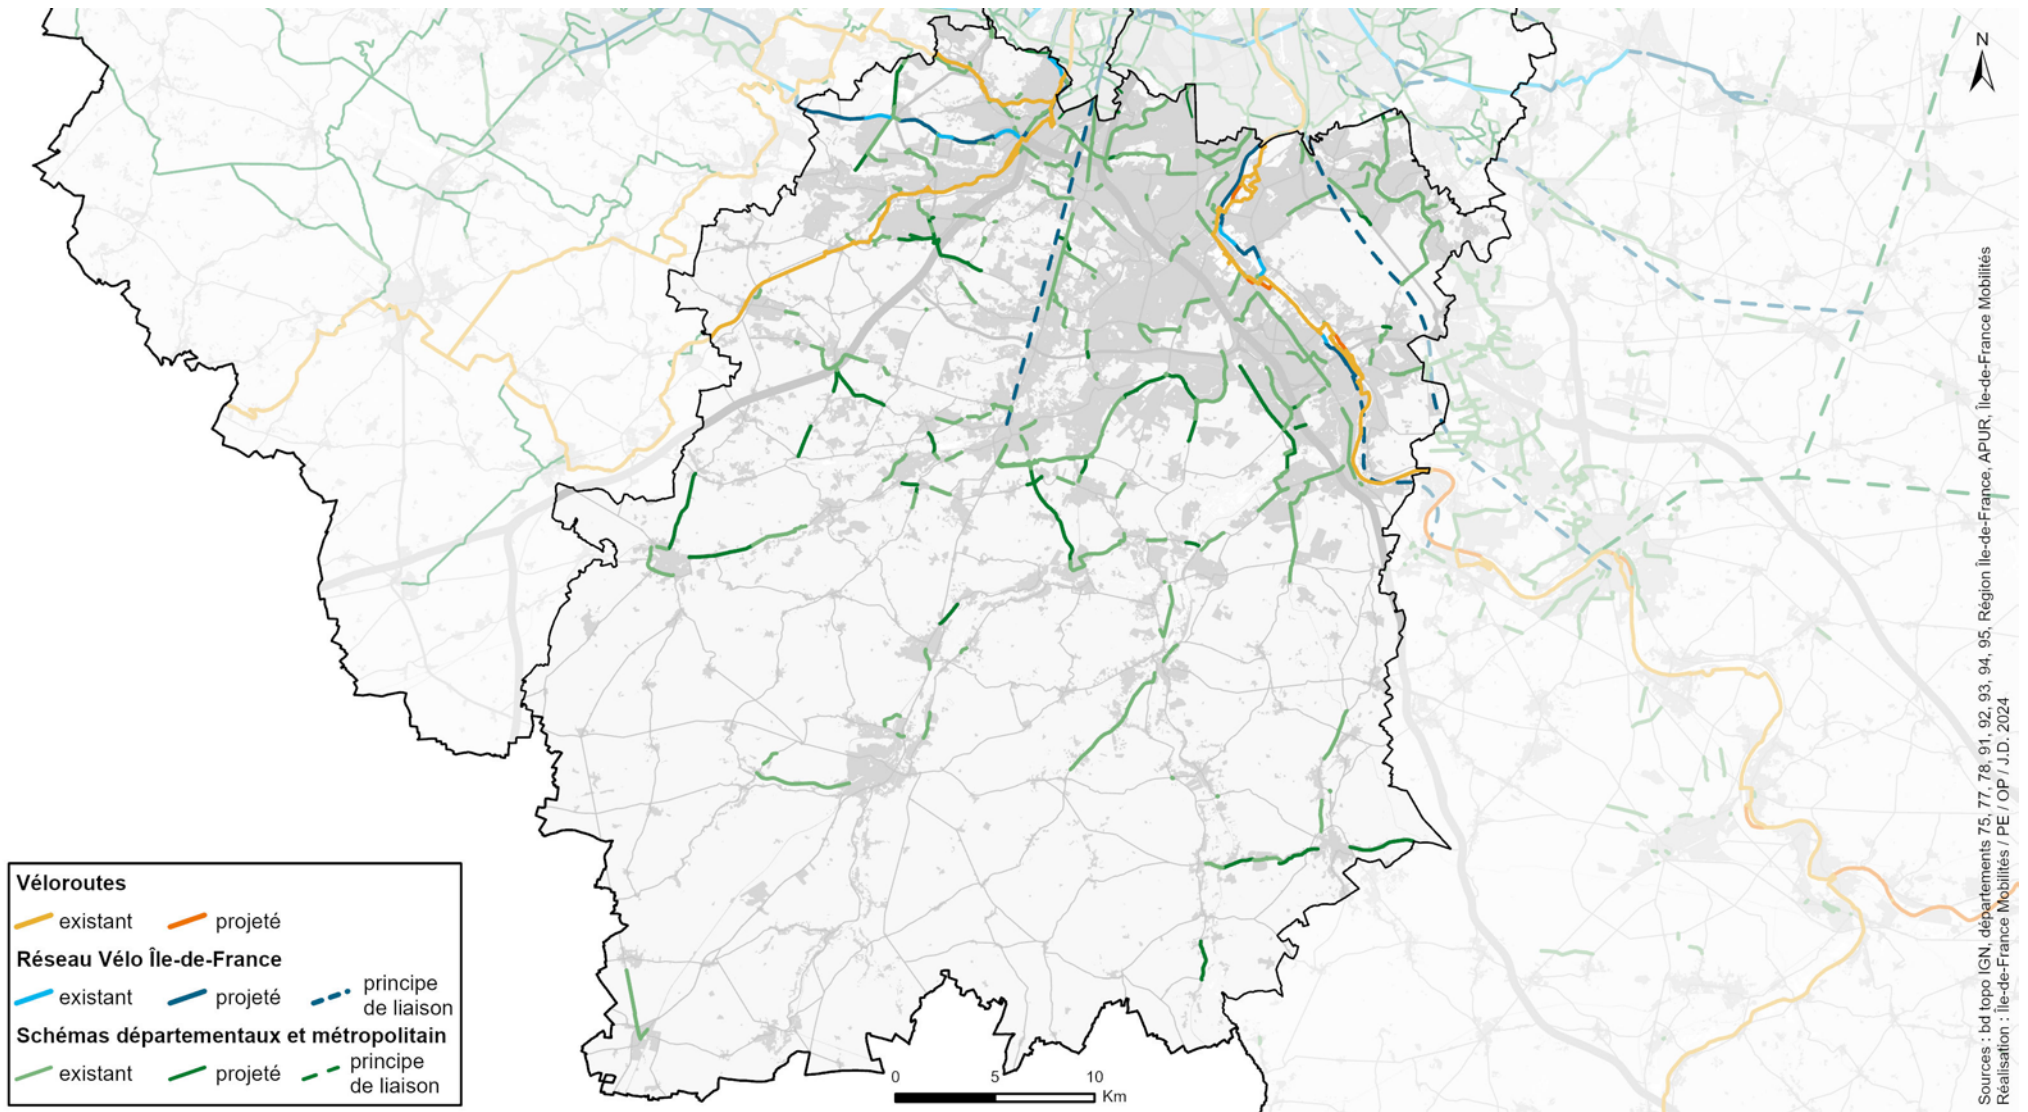 N
Véloroutes
existant projeté
Réseau Vélo Île-de-France
existant projeté principe
de liaison
Schémas départementaux et métropolitain
existant projeté principe
de liaison
0 5 10
Km
Sources : bd topo IGN, départements 75, 77, 78, 91, 92, 93, 94, 95, Région Île-de-France, APUR, Île-de-France Mobilités
Réalisation : Île-de-France Mobilités / PE / OP / J.D. 2024